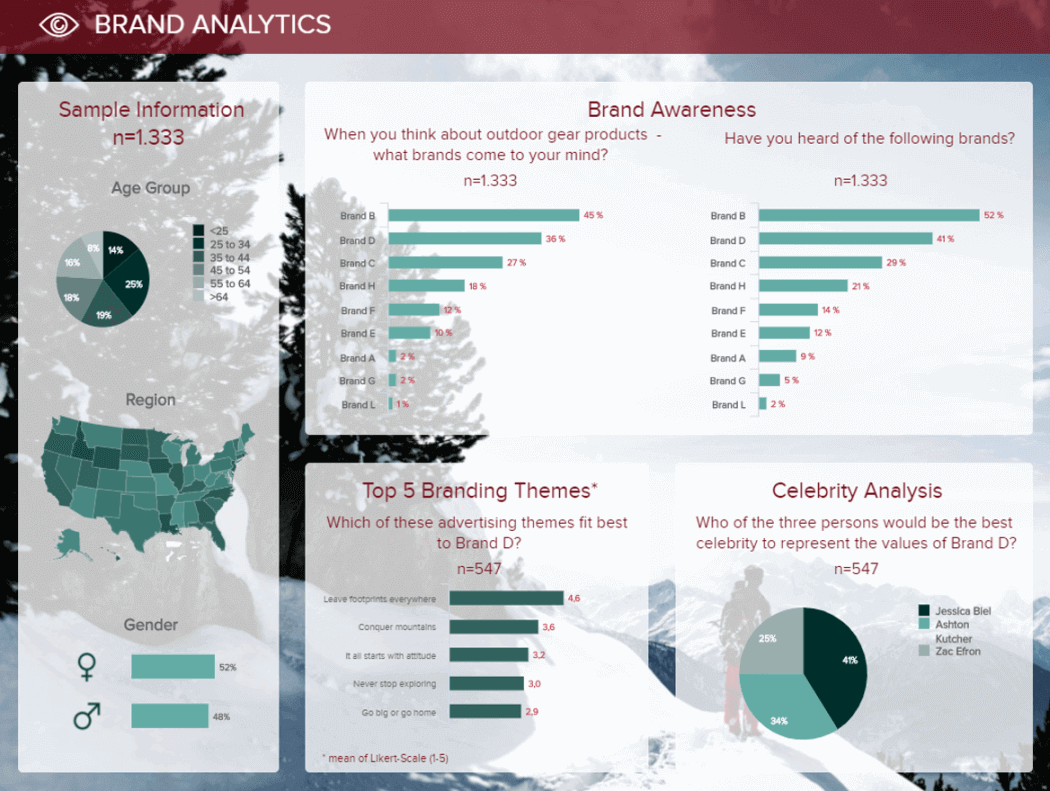 BRAND ANALYTICS
Sample Information
n=1.333
Age Group
8%
14%
16%
25%
18%
19%
<25
25 to 34
35 to 44
45 to 54
55 to 64
>64
Region
Gender
52%
48%
Brand Awareness
When you think about outdoor gear products -
what brands come to your mind?
n=1.333
Brand B 45 %
Brand D 36 %
Brand C 27 %
Brand H 18 %
Brand F 12 %
Brand E 10 %
Brand A 2 %
Brand G 2 %
Brand L 1 %
Have you heard of the following brands?
n=1.333
Brand B 52 %
Brand D 41 %
Brand C 29 %
Brand H 21 %
Brand F 14 %
Brand E 12 %
Brand A 9 %
Brand G 5 %
Brand L 2 %
Top 5 Branding Themes*
Which of these advertising themes fit best
to Brand D?
n=547
Leave footprints everywhere 4,6
Conquer mountains 3,6
It all starts with attitude 3,2
Never stop exploring 3,0
Go big or go home 2,9
* mean of Likert-Scale (1-5)
Celebrity Analysis
Who of the three persons would be the best
celebrity to represent the values of Brand D?
n=547
25%
41%
34%
Jessica Biel
Ashton
Kutcher
Zac Efron